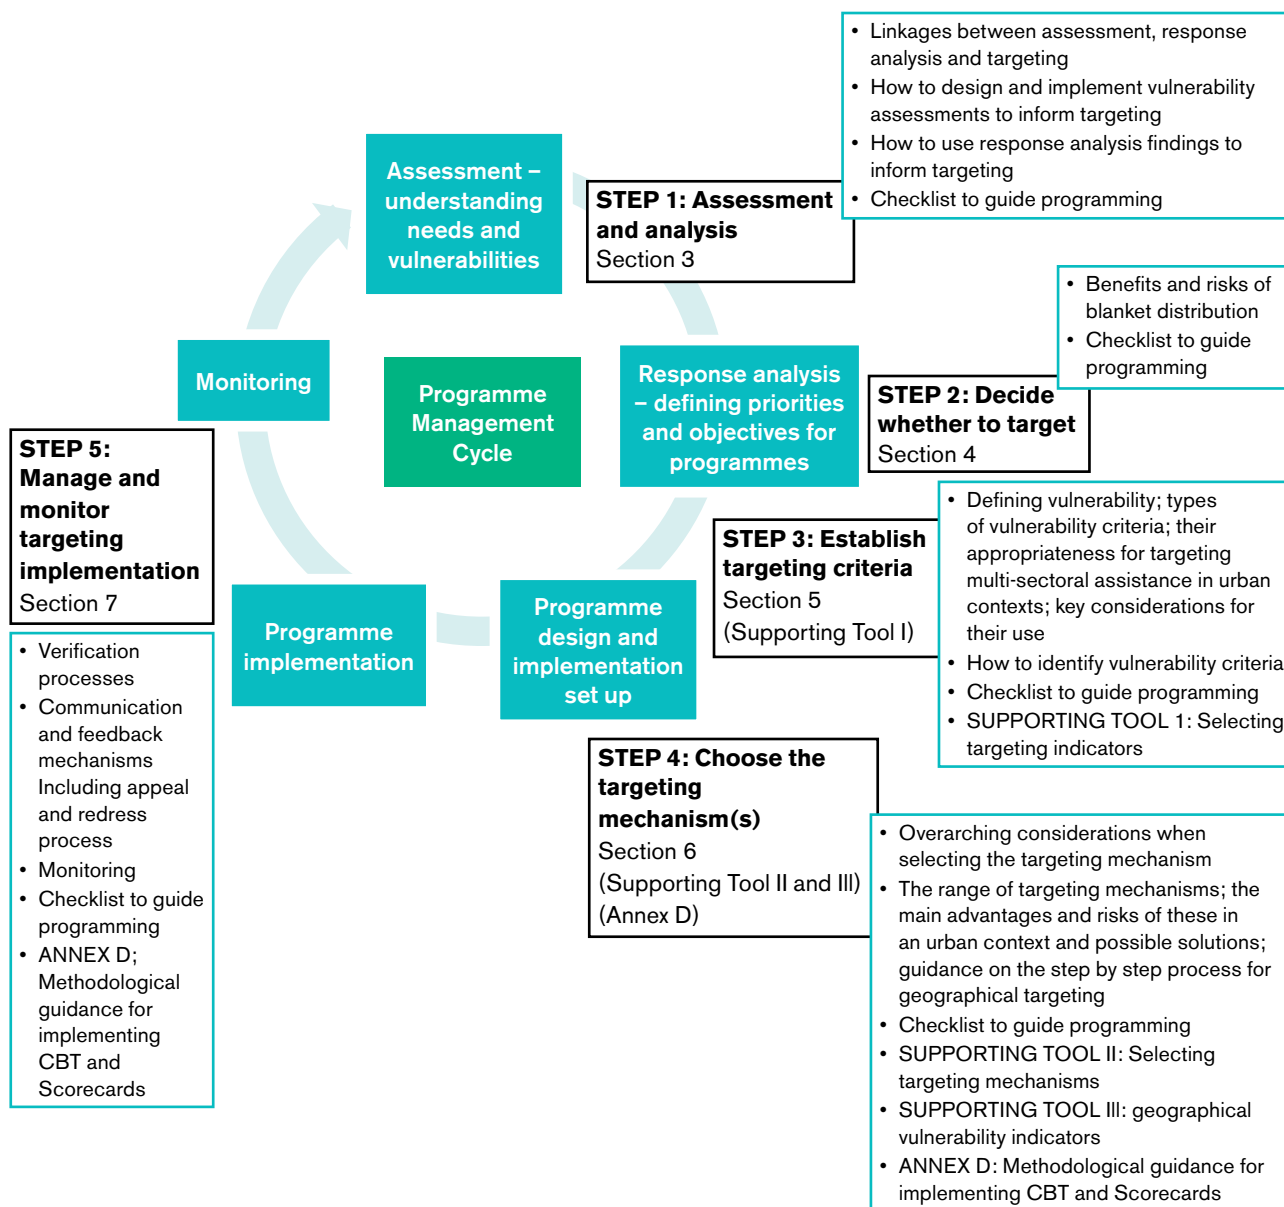 • Linkages between assessment, response
analysis and targeting
• How to design and implement vulnerability
assessments to inform targeting
• How to use response analysis findings to
inform targeting
• Checklist to guide programming
Assessment –
understanding
needs and
vulnerabilities
STEP 1: Assessment
and analysis
Section 3
• Benefits and risks of
blanket distribution
• Checklist to guide
programming
Monitoring
Programme
Management
Cycle
Response analysis
– defining priorities
and objectives for
programmes
STEP 2: Decide
whether to target
Section 4
STEP 5:
Manage and
monitor
targeting
implementation
Section 7
• Defining vulnerability; types
of vulnerability criteria; their
appropriateness for targeting
multi-sectoral assistance in urban
contexts; key considerations for
their use
• How to identify vulnerability criteria
• Checklist to guide programming
• SUPPORTING TOOL 1: Selecting
targeting indicators
STEP 3: Establish
targeting criteria
Section 5
(Supporting Tool I)
Programme
implementation
Programme
design and
implementation
set up
• Verification
processes
• Communication
and feedback
mechanisms
Including appeal
and redress
process
• Monitoring
• Checklist to guide
programming
• ANNEX D;
Methodological
guidance for
implementing
CBT and
Scorecards
STEP 4: Choose the
targeting
mechanism(s)
Section 6
(Supporting Tool II and III)
(Annex D)
• Overarching considerations when
selecting the targeting mechanism
• The range of targeting mechanisms; the
main advantages and risks of these in
an urban context and possible solutions;
guidance on the step by step process for
geographical targeting
• Checklist to guide programming
• SUPPORTING TOOL II: Selecting
targeting mechanisms
• SUPPORTING TOOL III: geographical
vulnerability indicators
• ANNEX D: Methodological guidance for
implementing CBT and Scorecards